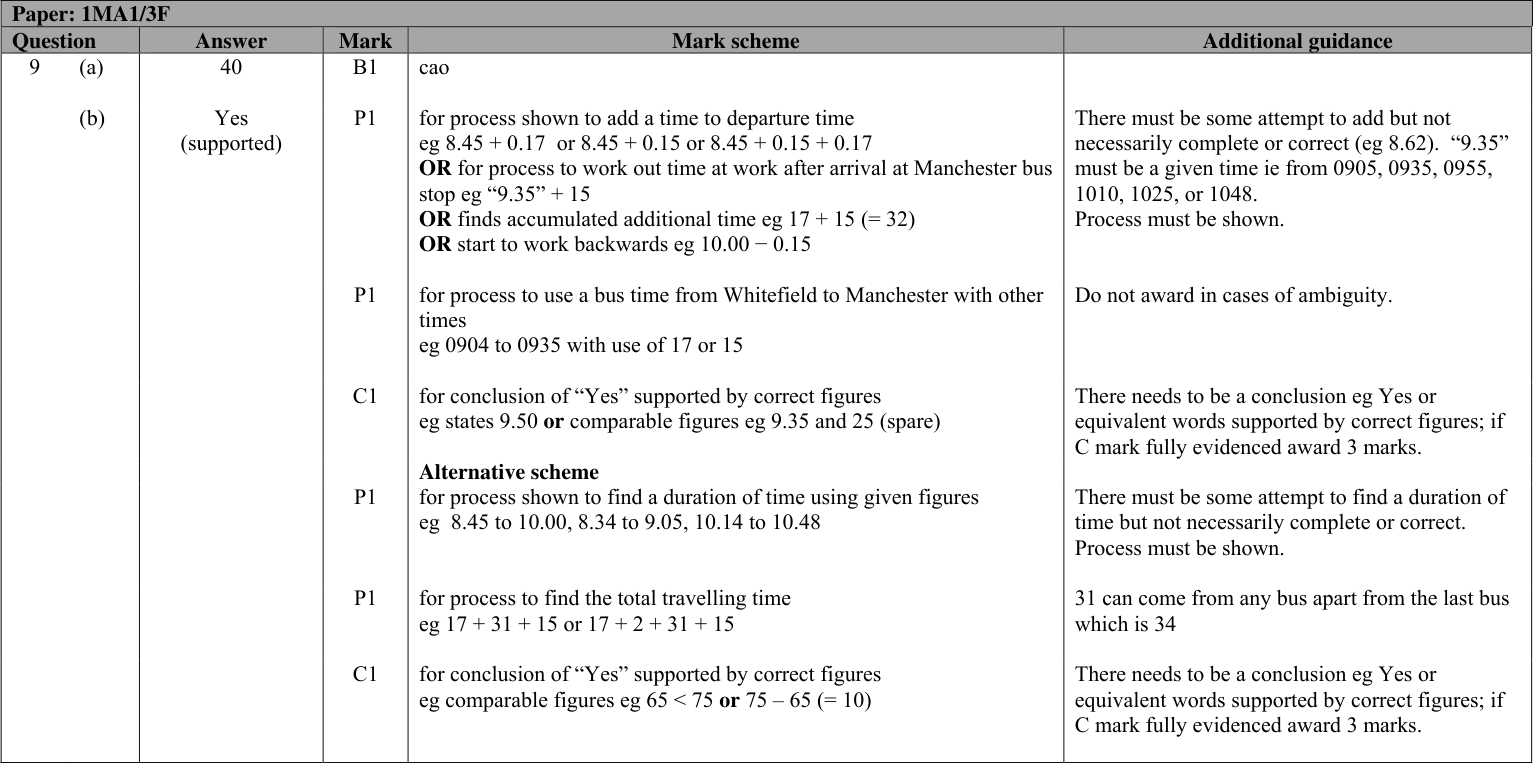 Paper: 1MA1/3F
Question Answer Mark Mark scheme Additional guidance
9 (a) 40 B1 cao
(b) Yes P1 for process shown to add a time to departure time There must be some attempt to add but not
(supported) eg 8.45 + 0.17 or 8.45 + 0.15 or 8.45 + 0.15 + 0.17 necessarily complete or correct (eg 8.62). “9.35”
OR for process to work out time at work after arrival at Manchester bus must be a given time ie from 0905, 0935, 0955,
stop eg “9.35” + 15 1010, 1025, or 1048.
OR finds accumulated additional time eg 17 + 15 (= 32) Process must be shown.
OR start to work backwards eg 10.00 − 0.15
P1 for process to use a bus time from Whitefield to Manchester with other Do not award in cases of ambiguity.
times
eg 0904 to 0935 with use of 17 or 15
C1 for conclusion of “Yes” supported by correct figures There needs to be a conclusion eg Yes or
eg states 9.50 or comparable figures eg 9.35 and 25 (spare) equivalent words supported by correct figures; if
C mark fully evidenced award 3 marks.
Alternative scheme
P1 for process shown to find a duration of time using given figures There must be some attempt to find a duration of
eg 8.45 to 10.00, 8.34 to 9.05, 10.14 to 10.48 time but not necessarily complete or correct.
Process must be shown.
P1 for process to find the total travelling time 31 can come from any bus apart from the last bus
eg 17 + 31 + 15 or 17 + 2 + 31 + 15 which is 34
C1 for conclusion of “Yes” supported by correct figures There needs to be a conclusion eg Yes or
eg comparable figures eg 65 < 75 or 75 – 65 (= 10) equivalent words supported by correct figures; if
C mark fully evidenced award 3 marks.